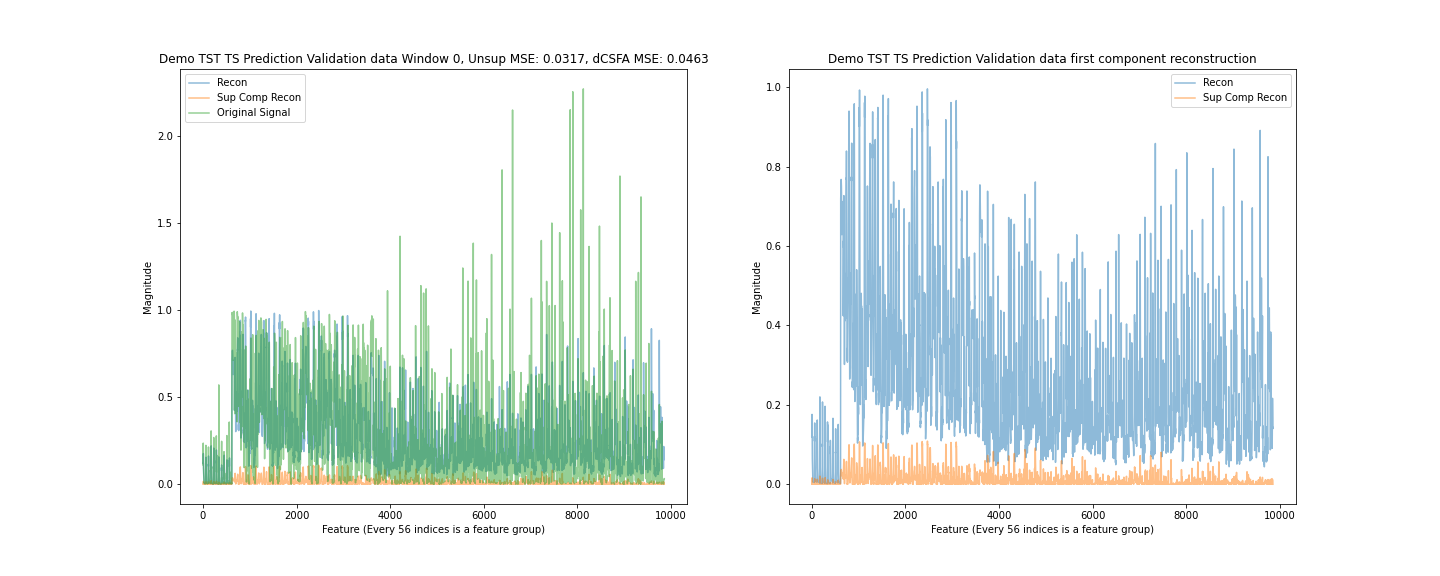 Demo TST TS Prediction Validation data Window 0, Unsup MSE: 0.0317, dCSFA MSE: 0.0463
Recon
Sup Comp Recon
Original Signal
Magnitude
2.0
1.5
1.0
0.5
0.0
0
2000
4000
6000
8000
10000
Feature (Every 56 indices is a feature group)
Demo TST TS Prediction Validation data first component reconstruction
Recon
Sup Comp Recon
Magnitude
1.0
0.8
0.6
0.4
0.2
0.0
0
2000
4000
6000
8000
10000
Feature (Every 56 indices is a feature group)